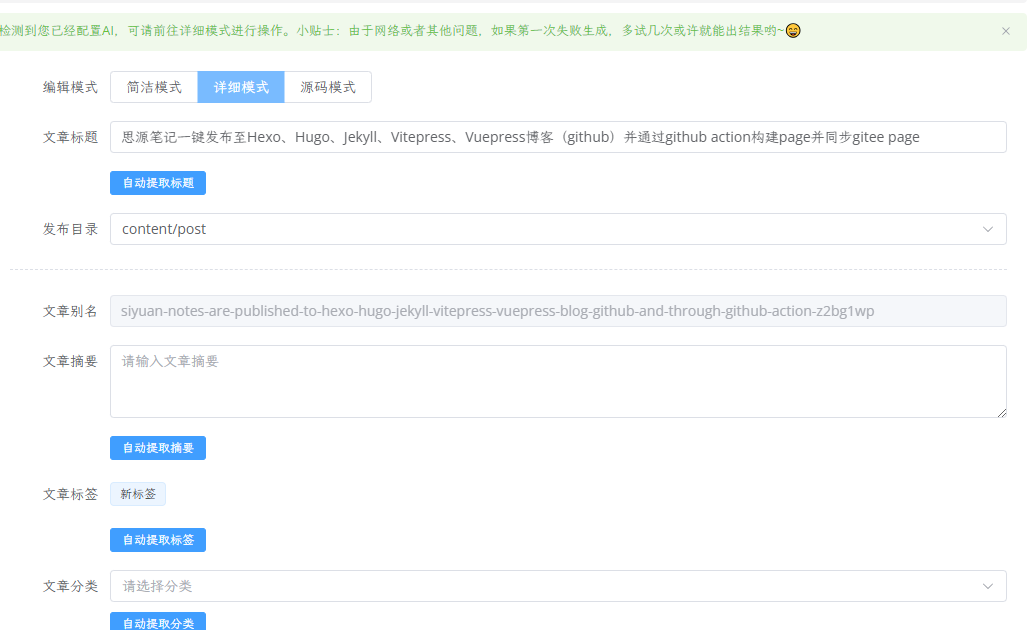 检测到您已经配置AI，可请前往详细模式进行操作。小贴士：由于网络或者其他问题，如果第一次失败生成，多试几次或许就能出结果哟~😄
编辑模式 简洁模式 详细模式 源码模式
文章标题 思源笔记一键发布至Hexo、Hugo、Jekyll、Vitepress、Vuepress博客（github）并通过github action构建page并同步gitee page
自动提取标题
发布目录 content/post
文章别名 siyuan-notes-are-published-to-hexo-hugo-jekyll-vitepress-vuepress-blog-github-and-through-github-action-z2bg1wp
文章摘要 请输入文章摘要
自动提取摘要
文章标签 新标签
自动提取标签
文章分类 请选择分类
自动提取分类